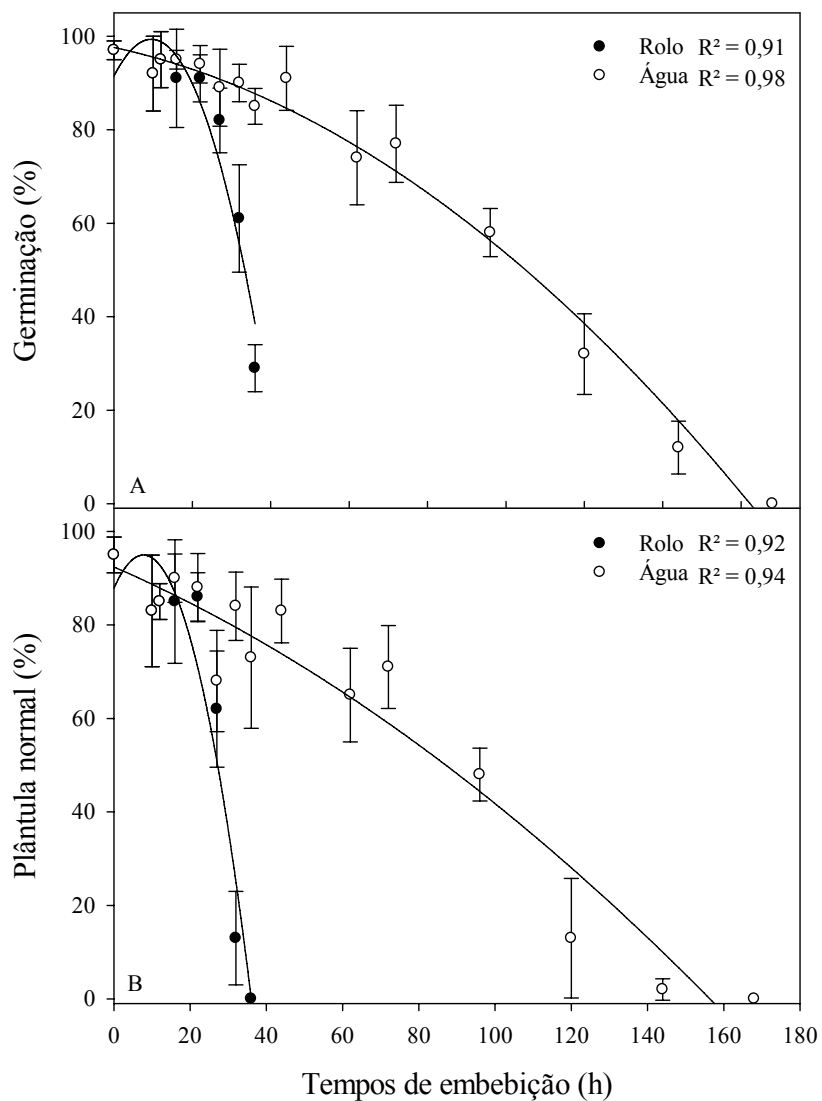 100
80
60
40
20
0
Germinação (%)
Rolo R² = 0,91
Água R² = 0,98
A
100
80
60
40
20
0
Plântula normal (%)
Rolo R² = 0,92
Água R² = 0,94
B
0 20 40 60 80 100 120 140 160 180
Tempos de embebição (h)